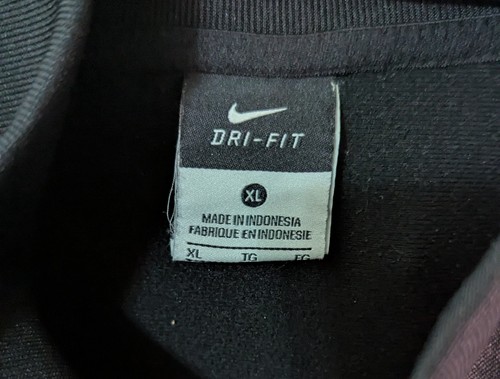 DRI-FIT
XL
MADE IN INDONESIA
FABRIQUE EN INDONESIE
XL TG EG